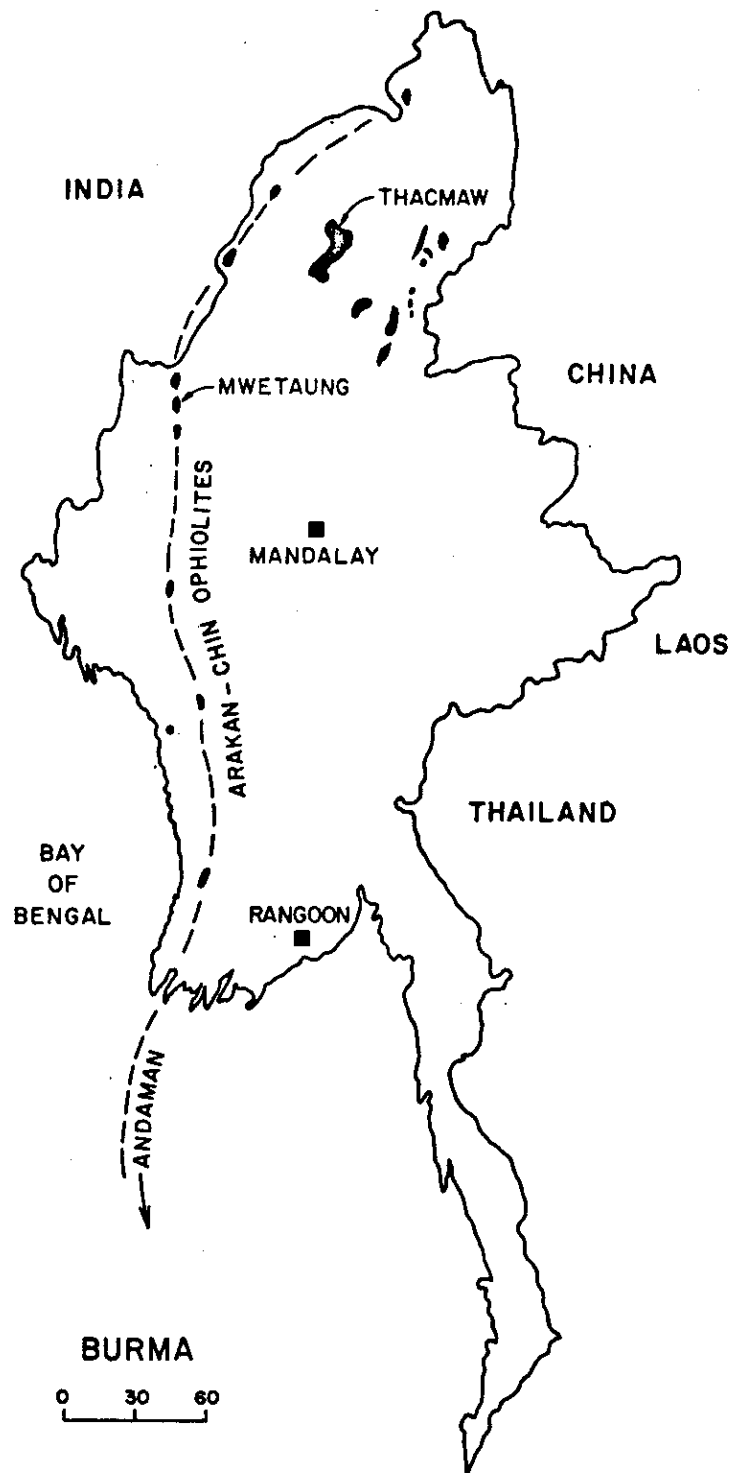 INDIA
THACMAW
CHINA
MWETAUNG
ARAKAN-CHIN OPHIOLITES
MANDALAY
LAOS
THAILAND
BAY
OF
BENGAL
RANGOON
ANDAMAN
BURMA
0 30 60